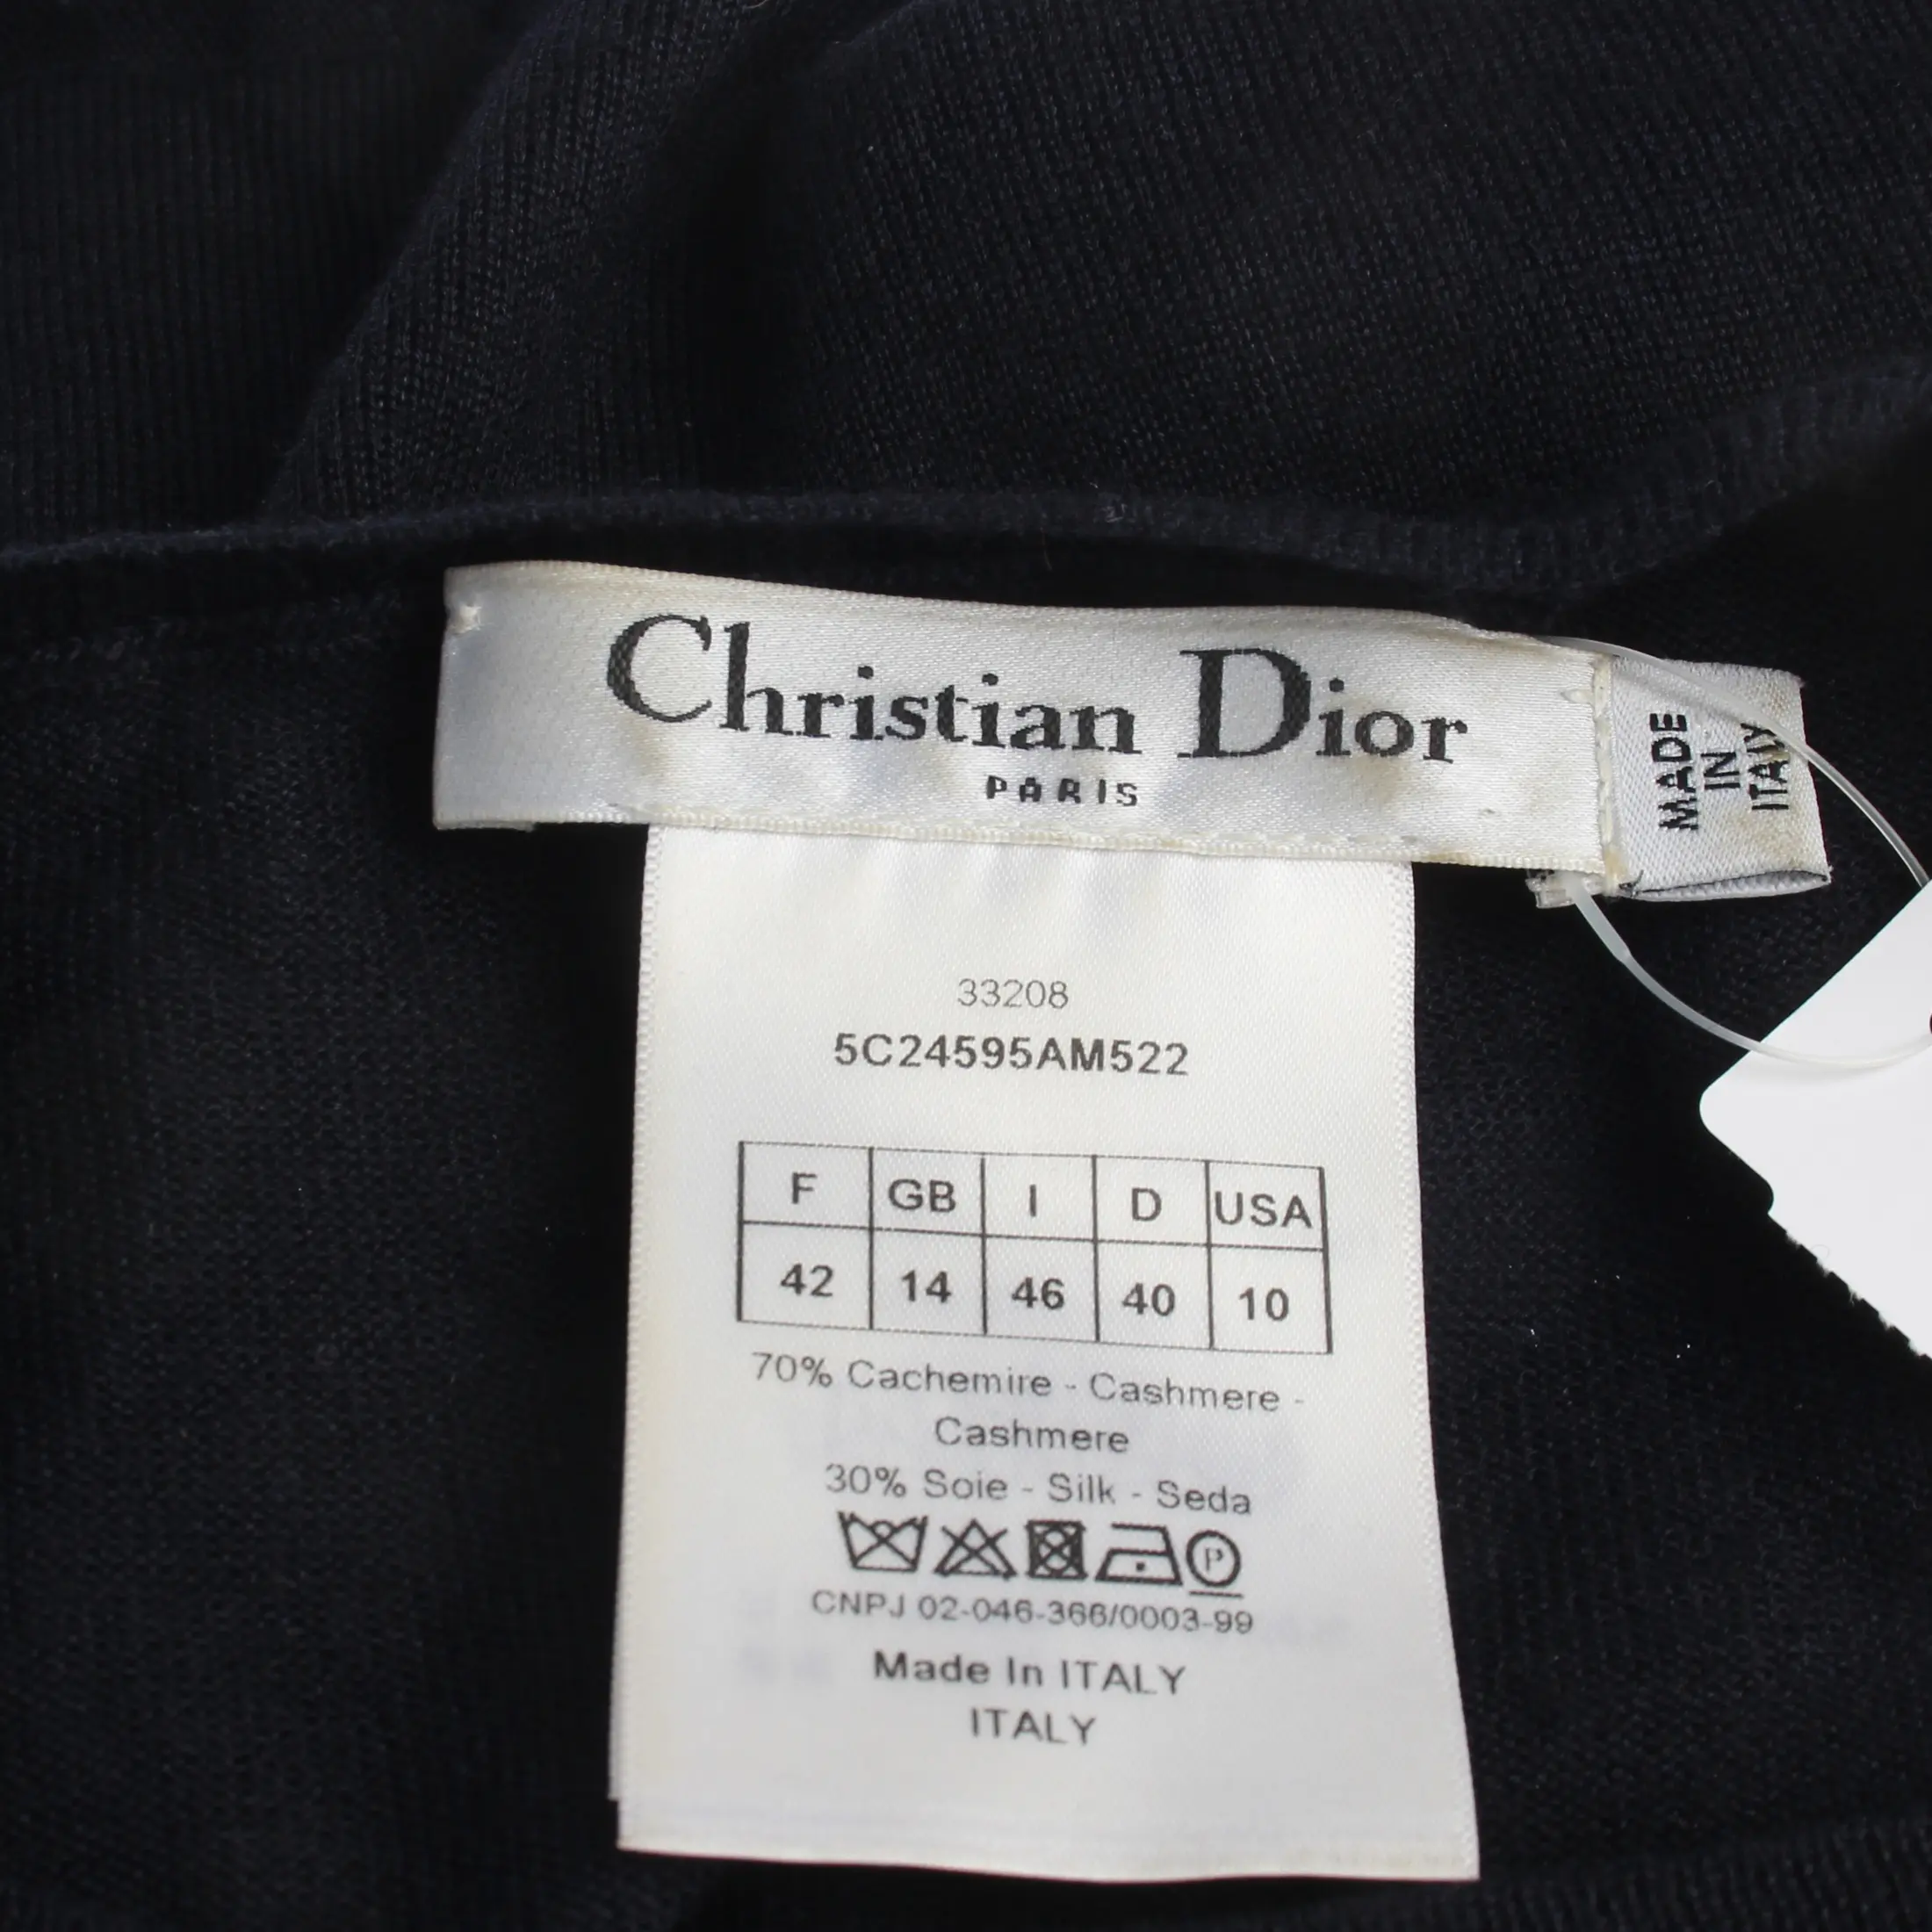 Christian Dior
PARIS
MADE
IN
ITALY
33208
5C24595AM522
F GB I D USA
42 14 46 40 10
70% Cachemire - Cashmere -
Cashmere
30% Soie - Silk - Seda
P
CNPJ 02-046-366/0003-99
Made In ITALY
ITALY